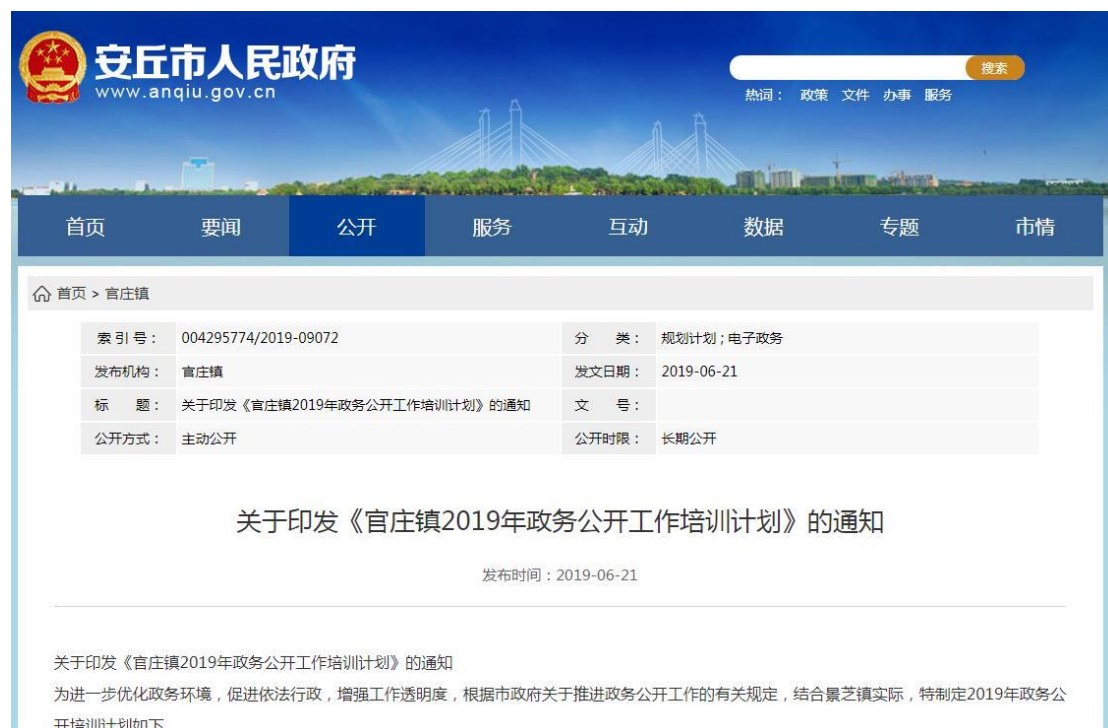 安丘市人民政府
www.anqiu.gov.cn
搜索
热词： 政策 文件 办事 服务
首页 要闻 公开 服务 互动 数据 专题 市情
首页 > 官庄镇
索引号： 004295774/2019-09072 分 类： 规划计划 ; 电子政务
发布机构： 官庄镇 发文日期： 2019-06-21
标 题： 关于印发《官庄镇2019年政务公开工作培训计划》的通知 文 号：
公开方式： 主动公开 公开时限： 长期公开
关于印发《官庄镇2019年政务公开工作培训计划》的通知
发布时间：2019-06-21
关于印发《官庄镇2019年政务公开工作培训计划》的通知
为进一步优化政务环境，促进依法行政，增强工作透明度，根据市政府关于推进政务公开工作的有关规定，结合景芝镇实际，特制定2019年政务公
开培训计划如下